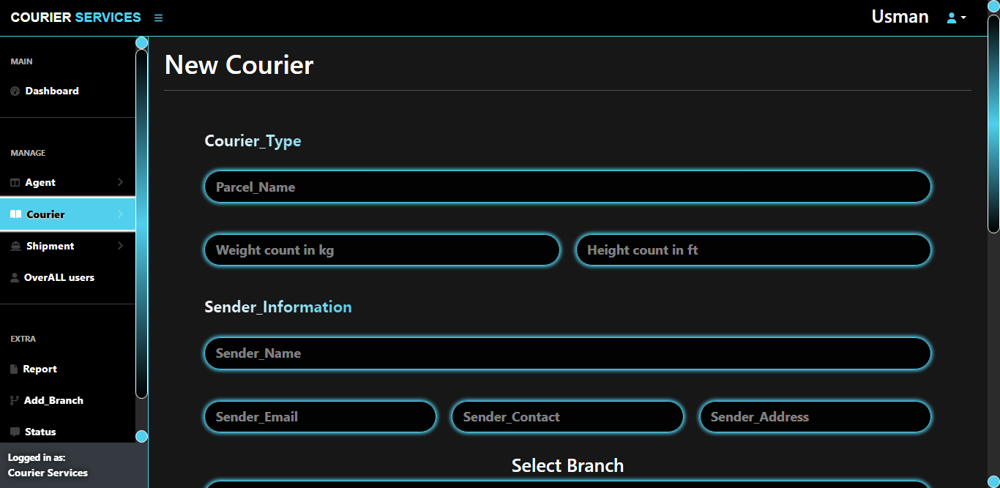 COURIER SERVICES
Usman
MAIN
Dashboard
MANAGE
Agent
Courier
Shipment
OverALL users
EXTRA
Report
Add_Branch
Status
Logged in as:
Courier Services
New Courier
Courier_Type
Parcel_Name
Weight count in kg Height count in ft
Sender_Information
Sender_Name
Sender_Email Sender_Contact Sender_Address
Select Branch